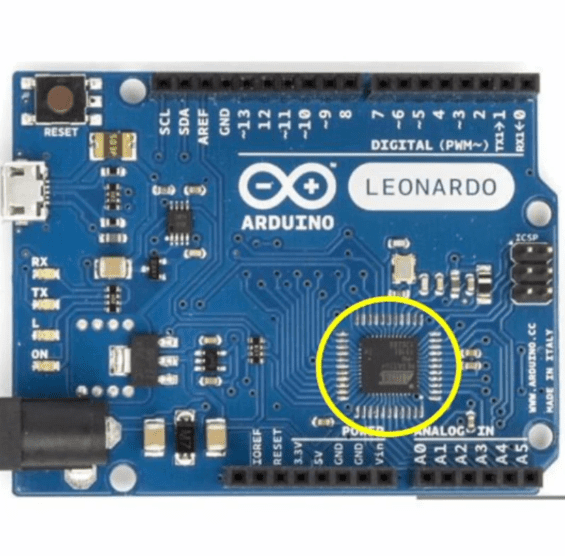 RESET
SCL
SDA
AREF
GND
~13
12
~11
~10
~9
8
7
~6
~5
4
~3
2
TX1→1
RX1←0
DIGITAL (PWM~)
LEONARDO
ARDUINO
ICSP
RX
TX
L
ON
WWW.ARDUINO.CC
MADE IN ITALY
POWER
ANALOG IN
IOREF
RESET
3.3V
5V
GND
GND
Vin
A0
A1
A2
A3
A4
A5